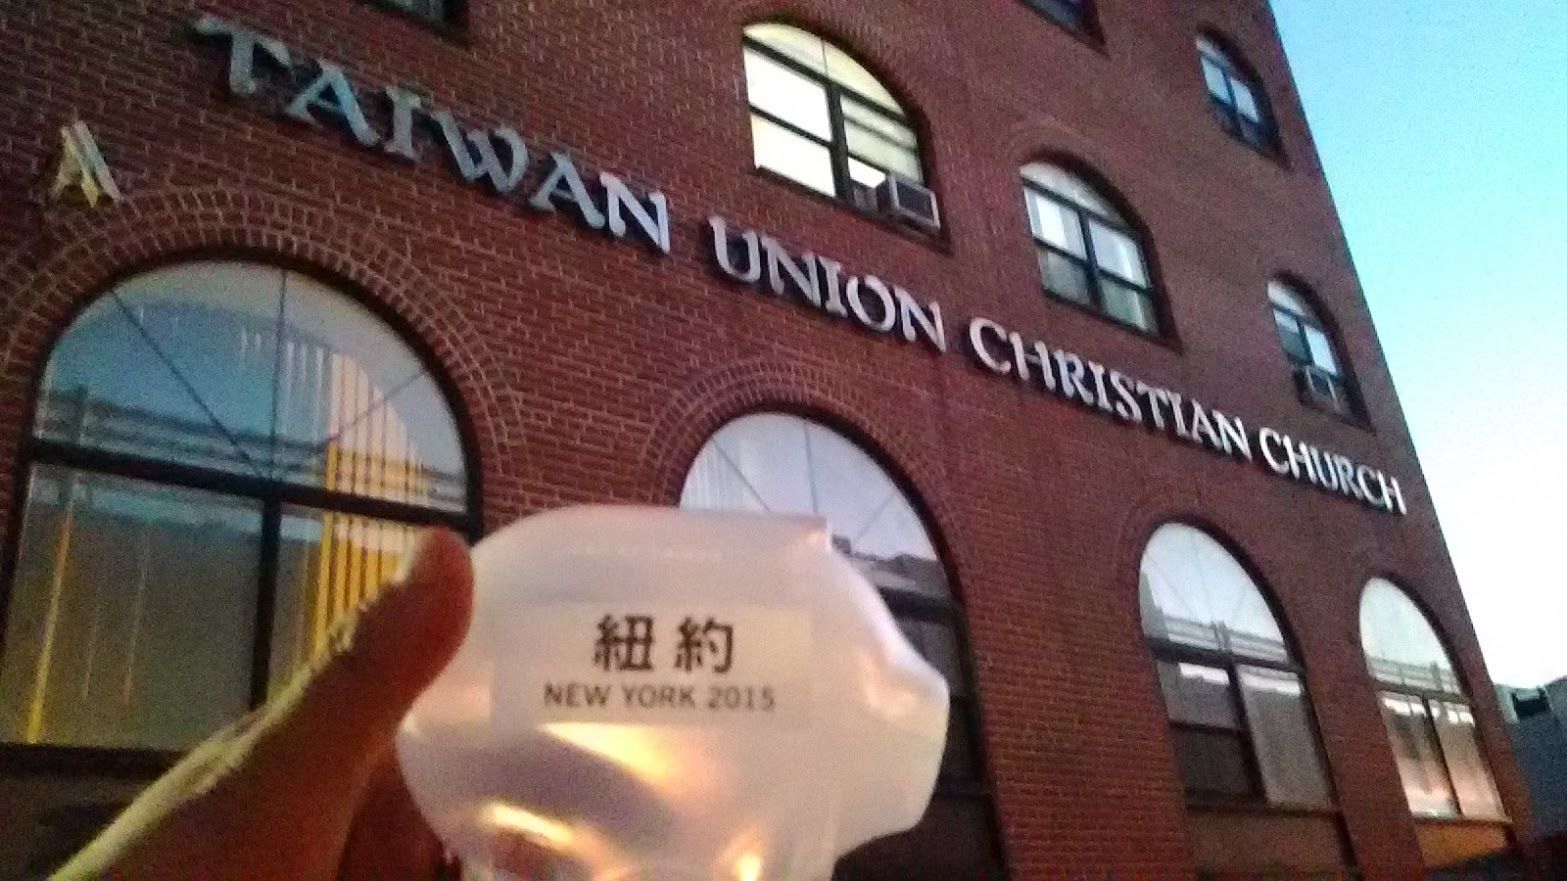 TAIWAN UNION CHRISTIAN CHURCH
紐約
NEW YORK 2015